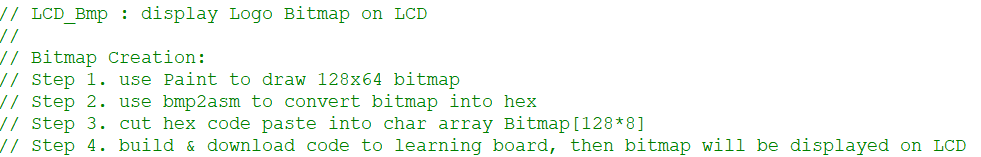 // LCD_Bmp : display Logo Bitmap on LCD
//
// Bitmap Creation:
// Step 1. use Paint to draw 128x64 bitmap
// Step 2. use bmp2asm to convert bitmap into hex
// Step 3. cut hex code paste into char array Bitmap[128*8]
// Step 4. build & download code to learning board, then bitmap will be displayed on LCD